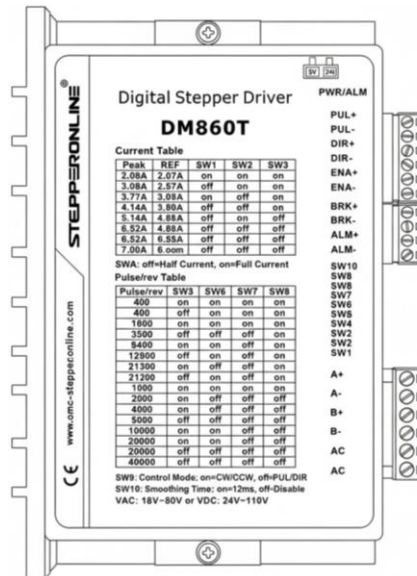 5V 24V
PWR/ALM
Digital Stepper Driver
DM860T
STEPPERONLINE®
www.omc-stepperonline.com
CE
Current Table
Peak REF SW1 SW2 SW3
2.08A 2.07A on on on
3.08A 2.57A off on on
3.77A 3.08A on off on
4.14A 3.80A off off on
5.14A 4.88A off on off
6,52A 4.88A off on off
6,52A 6.55A off off off
7.00A 6.oom off off off
SWA: off=Half Current, on=Full Current
Pulse/rev Table
Pulse/rev SW3 SW6 SW7 SW8
400 on on on on
400 off on on on
1600 on off on on
3500 off off on on
8400 on on off on
12800 off on off on
21300 on off off on
21200 off off off on
1000 on on on off
2000 on off off off
4000 on off off off
5000 off off off off
10000 on on off off
20000 on off off off
20000 off off off off
40000 off off off off
SW9: Control Mode; on=CW/CCW, off=PUL/DIR
SW10: Smoothing Time; on=12ms, off-Disable
VAC: 18V~80V or VDC: 24V~110V
PUL+
PUL-
DIR+
DIR-
ENA+
ENA-
BRK+
BRK-
ALM+
ALM-
SW10
SW8
SW8
SW7
SW6
SW5
SW4
SW2
SW2
SW1
A+
A-
B+
B-
AC
AC